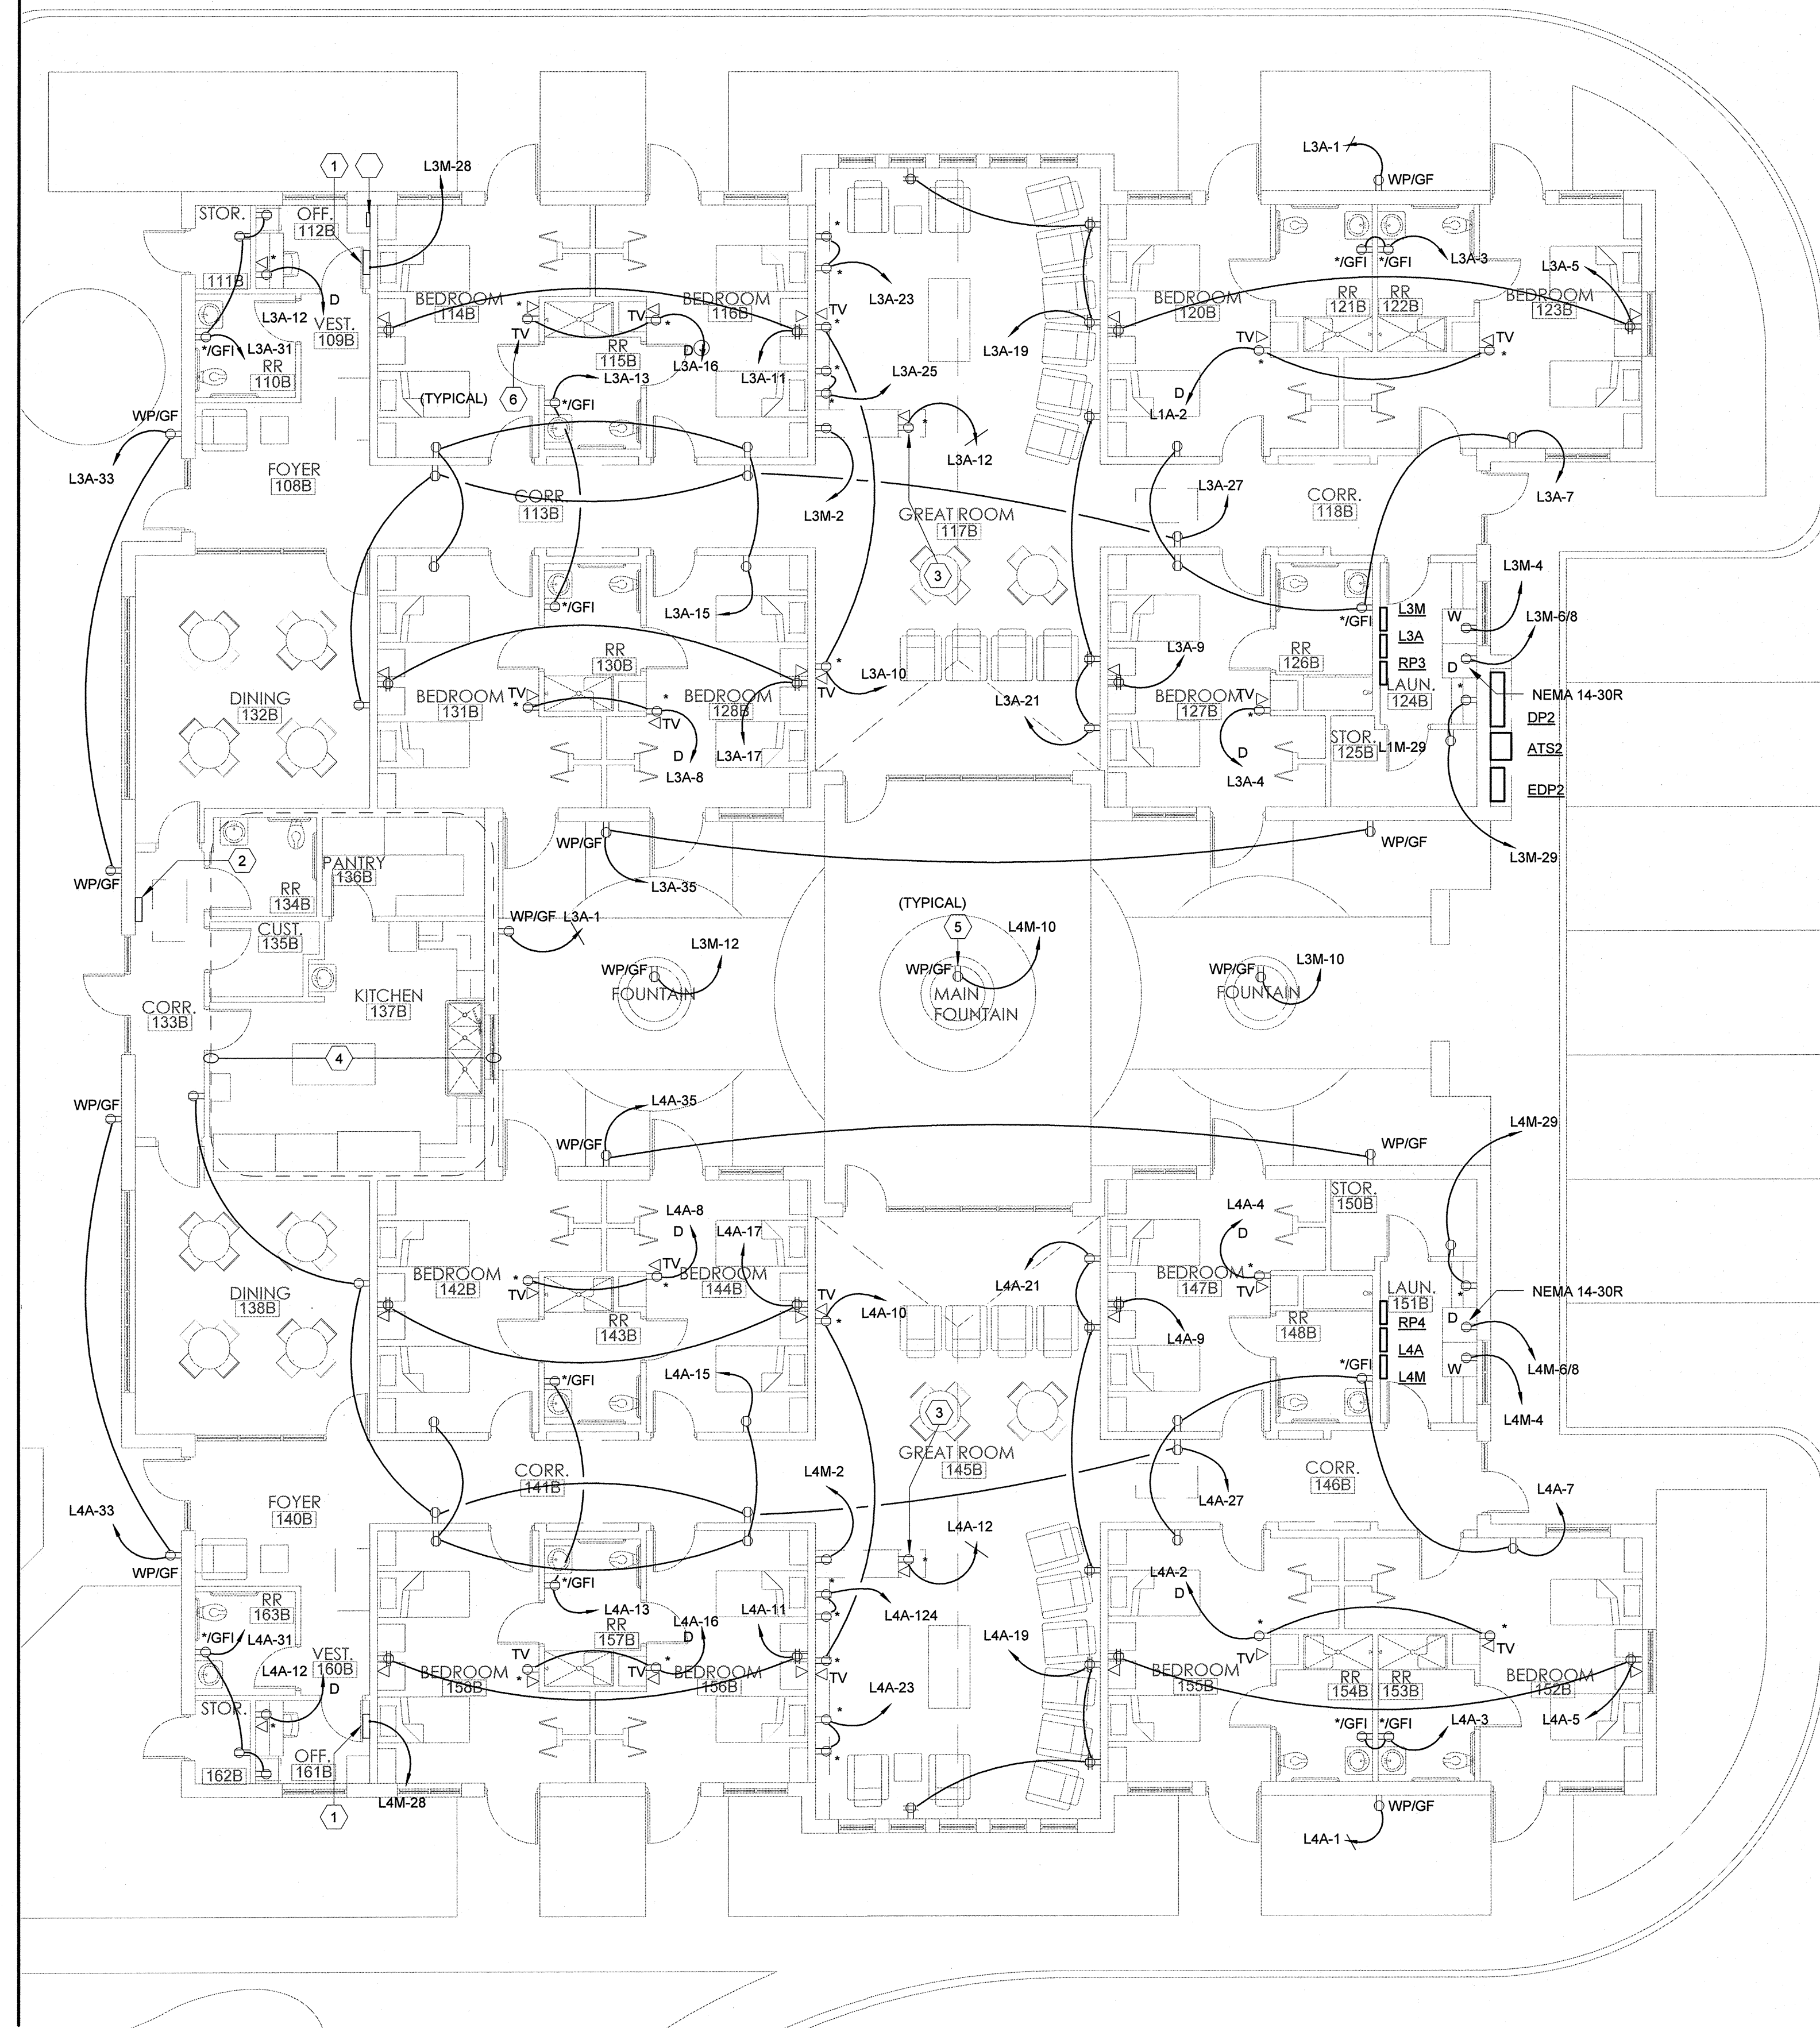 L3A-1
WP/GF
1
L3M-28
STOR.
OFF.
112B
111B
*
D
L3A-12
VEST.
109B
*/GFI
L3A-31
RR
110B
WP/GF
L3A-33
FOYER
108B
BEDROOM
114B
*
TV
TV
*
TV
RR
115B
D
L3A-16
BEDROOM
116B
L3A-11
(TYPICAL)
6
L3A-13
*/GFI
*
*
L3A-23
TV
*
*
L3A-25
*
*
L3A-12
L3M-2
L3A-19
BEDROOM
120B
*/GFI
*/GFI
L3A-3
RR
121B
RR
122B
L3A-5
BEDROOM
123B
TV
TV
TV
*
*
D
L1A-2
L3A-7
CORR.
113B
GREAT ROOM
117B
3
L3A-27
CORR.
118B
*/GFI
L3A-15
RR
130B
DINING
132B
BEDROOM
131B
TV
*
*
TV
D
L3A-8
BEDROOM
128B
L3A-17
*
TV
L3A-10
L3A-21
L3A-9
BEDROOM
127B
TV
*
D
L3A-4
RR
126B
*/GFI
L3M
L3A
RP3
LAUN.
124B
STOR.
125B
L1M-29
W
D
*
L3M-4
L3M-6/8
NEMA 14-30R
DP2
ATS2
EDP2
L3M-29
WP/GF
2
PANTRY
136B
RR
134B
CUST.
135B
WP/GF
L3A-35
WP/GF
WP/GF
L3A-1
L3M-12
WP/GF
FOUNTAIN
(TYPICAL)
5
L4M-10
WP/GF
MAIN
FOUNTAIN
WP/GF
L3M-10
FOUNTAIN
KITCHEN
137B
CORR.
133B
4
WP/GF
L4A-35
WP/GF
WP/GF
L4M-29
L4A-8
D
TV
*
L4A-17
BEDROOM
142B
*
TV
BEDROOM
144B
TV
*
L4A-10
L4A-21
L4A-4
D
BEDROOM
147B
*
TV
STOR.
150B
LAUN.
151B
RP4
L4A
L4M
*
D
W
NEMA 14-30R
L4M-6/8
L4M-4
DINING
138B
RR
143B
L4A-9
RR
148B
*/GFI
L4A-15
*/GFI
3
GREAT ROOM
145B
CORR.
141B
L4M-2
L4A-27
CORR.
146B
L4A-7
FOYER
140B
L4A-33
WP/GF
L4A-12
*
*/GFI
L4A-13
L4A-16
D
L4A-11
*
L4A-124
*
L4A-2
D
*
TV
*
TV
RR
163B
*/GFI
L4A-31
L4A-12
VEST.
160B
D
BEDROOM
158B
TV
*
RR
157B
TV
*
BEDROOM
156B
*
TV
L4A-19
BEDROOM
155B
RR
154B
RR
153B
BEDROOM
152B
L4A-5
STOR.
162B
*
OFF.
161B
L4M-28
1
L4A-23
*
*
*/GFI
*/GFI
L4A-3
WP/GF
L4A-1